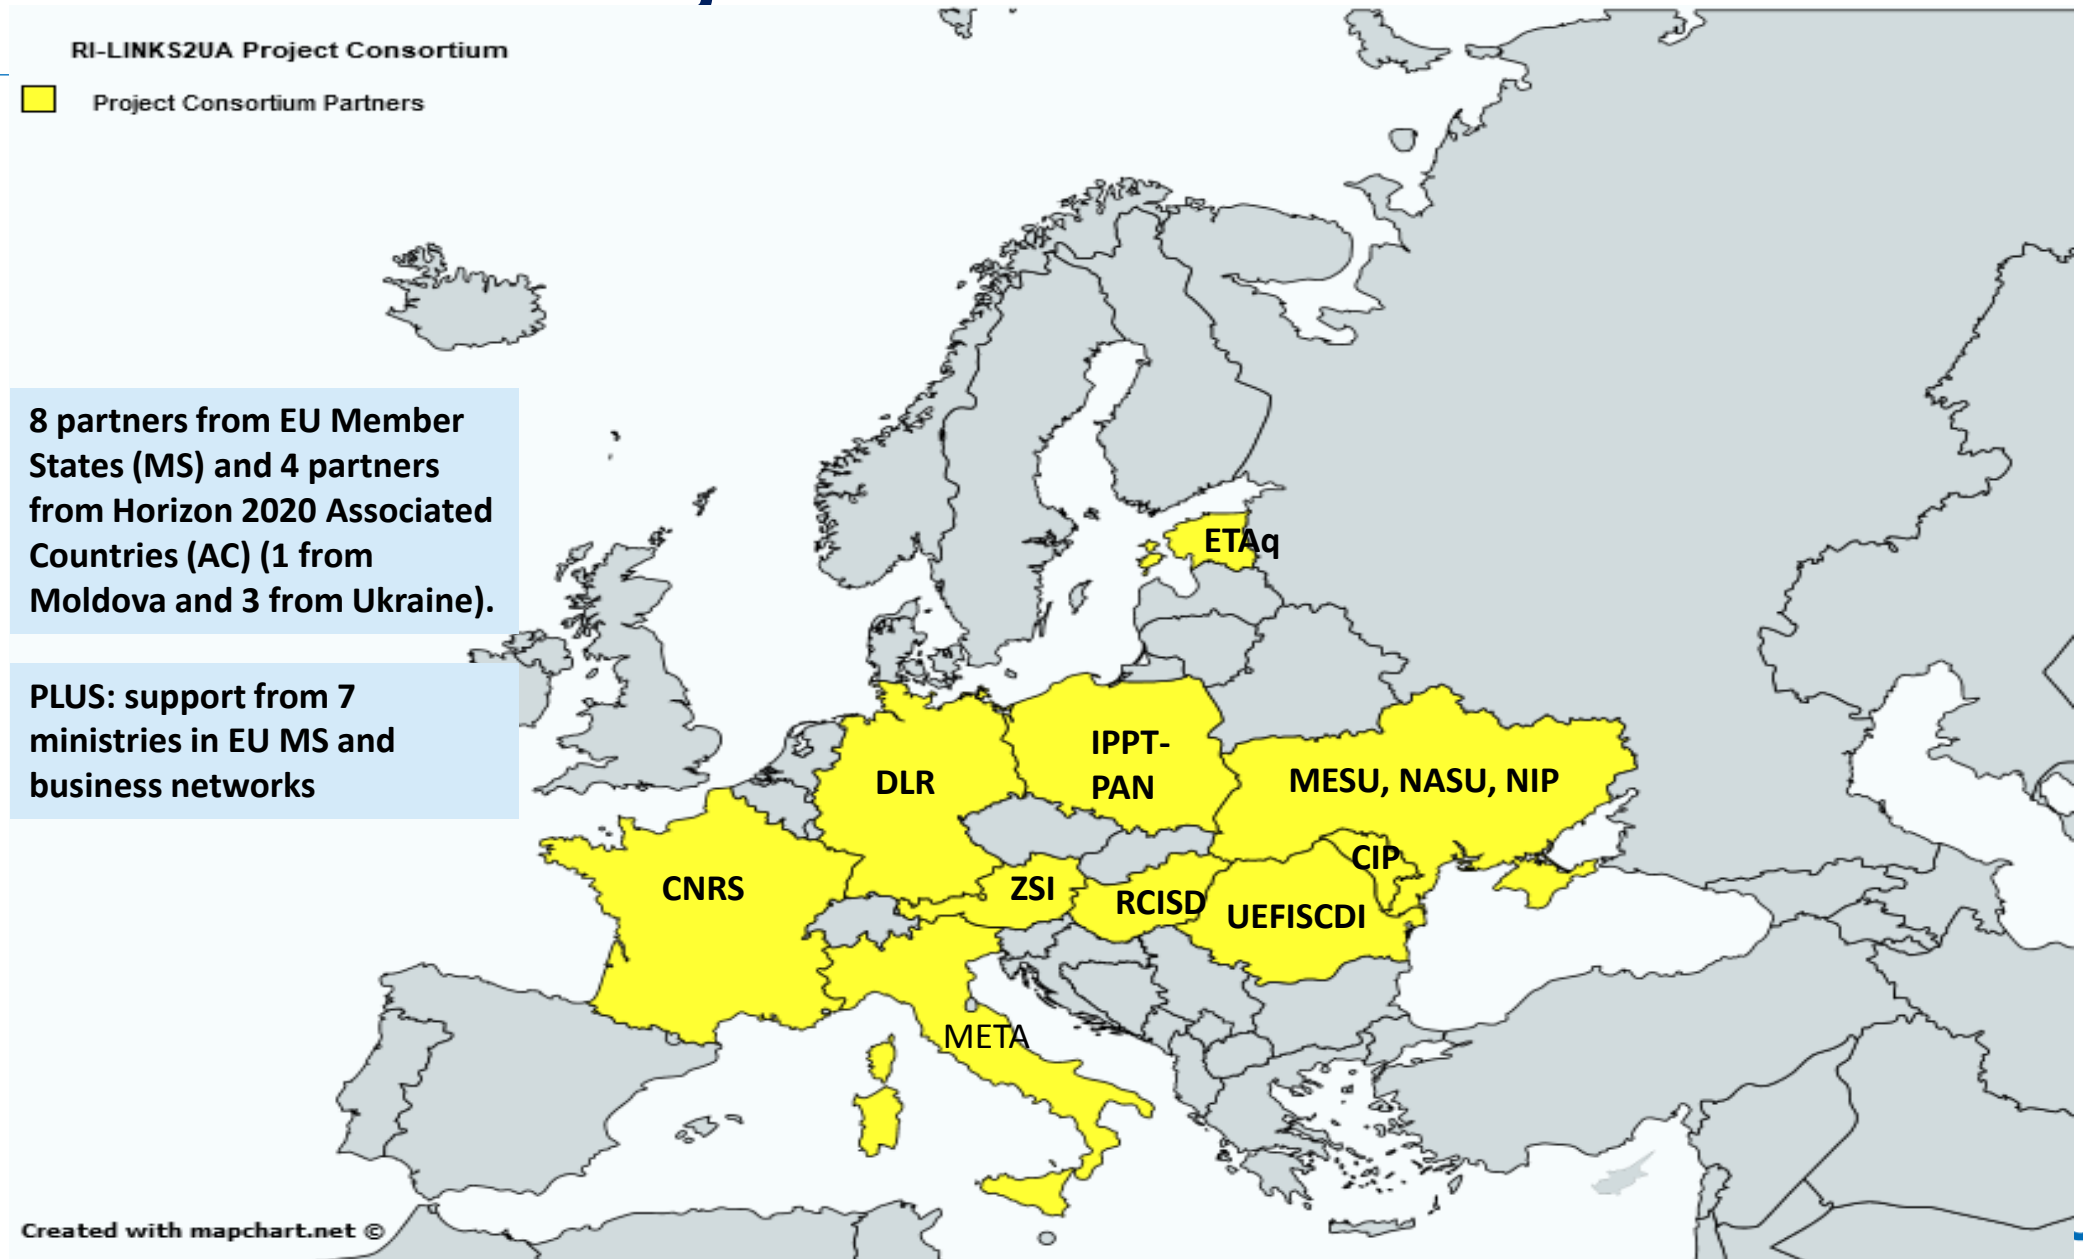 RI-LINKS2UA Project Consortium
Project Consortium Partners
8 partners from EU Member
States (MS) and 4 partners
from Horizon 2020 Associated
Countries (AC) (1 from
Moldova and 3 from Ukraine).
PLUS: support from 7
ministries in EU MS and
business networks
ETAq
IPPT-
PAN
DLR
MESU, NASU, NIP
CIP
CNRS
ZSI
RCISD
UEFISCDI
META
Created with mapchart.net ©